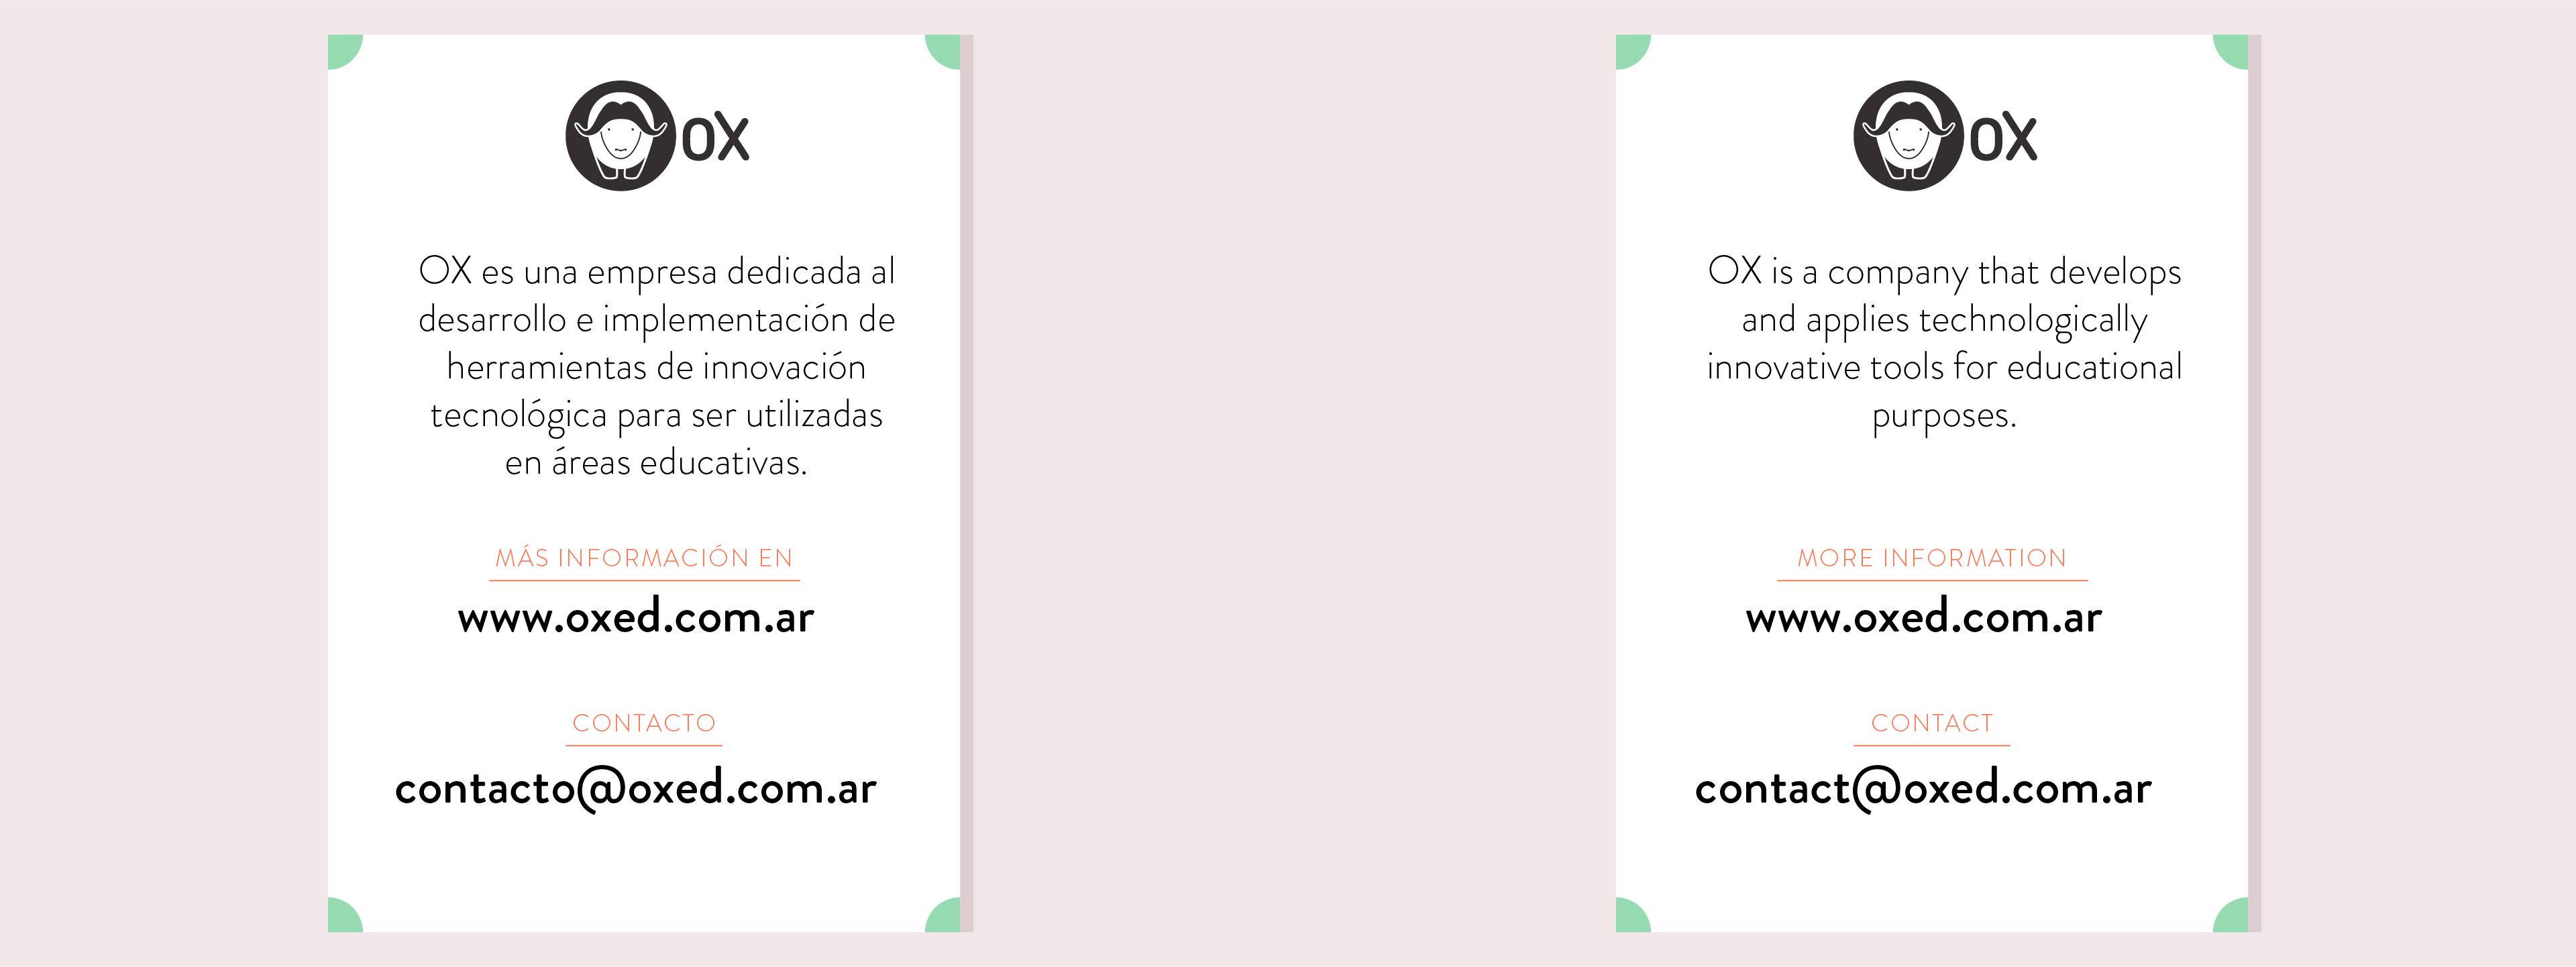 OX
OX es una empresa dedicada al
desarrollo e implementación de
herramientas de innovación
tecnológica para ser utilizadas
en áreas educativas.
MÁS INFORMACIÓN EN
www.oxed.com.ar
CONTACTO
contacto@oxed.com.ar
OX
OX is a company that develops
and applies technologically
innovative tools for educational
purposes.
MORE INFORMATION
www.oxed.com.ar
CONTACT
contact@oxed.com.ar